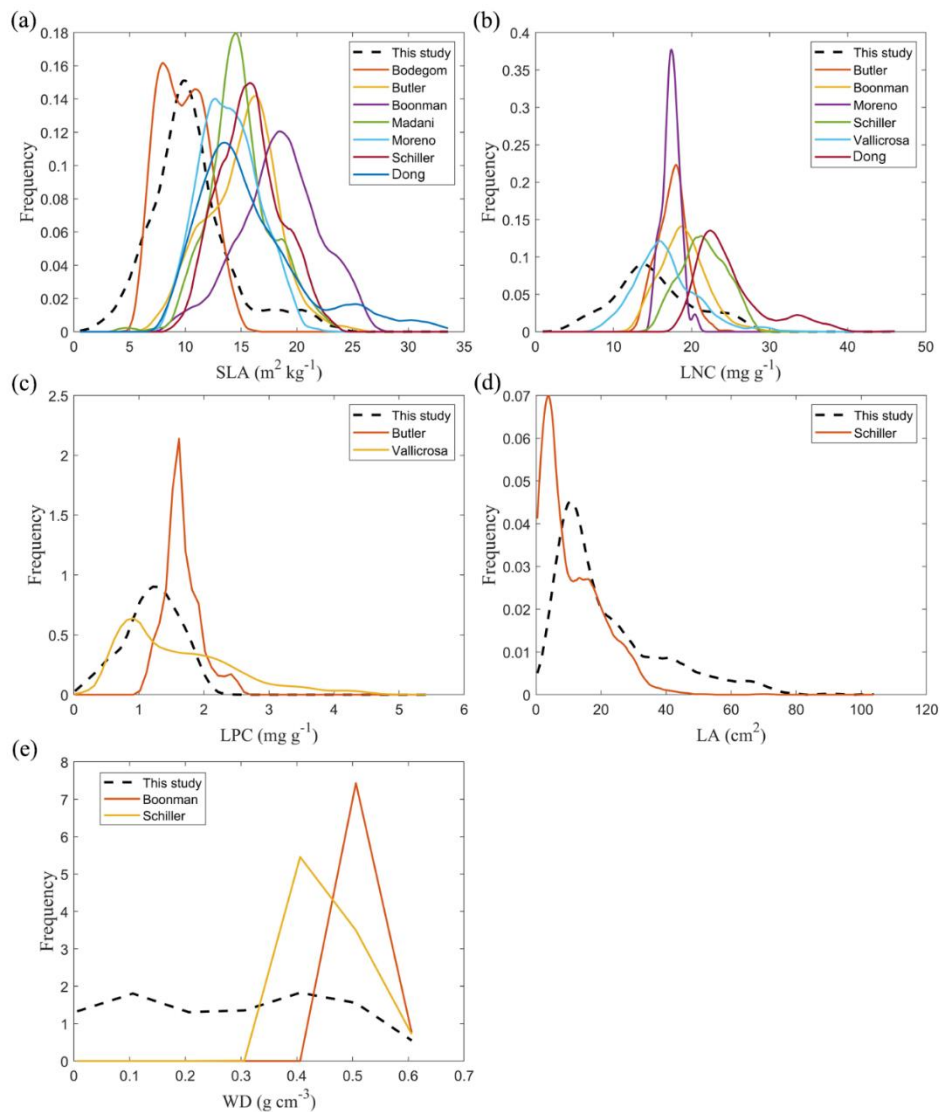 (a)
0.18
0.16
0.14
0.12
0.1
0.08
0.06
0.04
0.02
0
Frequency
This study
Bodegom
Butler
Boonman
Madani
Moreno
Schiller
Dong
0 5 10 15 20 25 30 35
SLA (m² kg⁻¹)
(b)
0.4
0.35
0.3
0.25
0.2
0.15
0.1
0.05
0
Frequency
This study
Butler
Boonman
Moreno
Schiller
Vallicrosa
Dong
0 10 20 30 40 50
LNC (mg g⁻¹)
(c)
2.5
2
1.5
1
0.5
0
Frequency
This study
Butler
Vallicrosa
0 1 2 3 4 5 6
LPC (mg g⁻¹)
(d)
0.07
0.06
0.05
0.04
0.03
0.02
0.01
0
Frequency
This study
Schiller
0 20 40 60 80 100 120
LA (cm²)
(e)
8
7
6
5
4
3
2
1
0
Frequency
This study
Boonman
Schiller
0 0.1 0.2 0.3 0.4 0.5 0.6 0.7
WD (g cm⁻³)